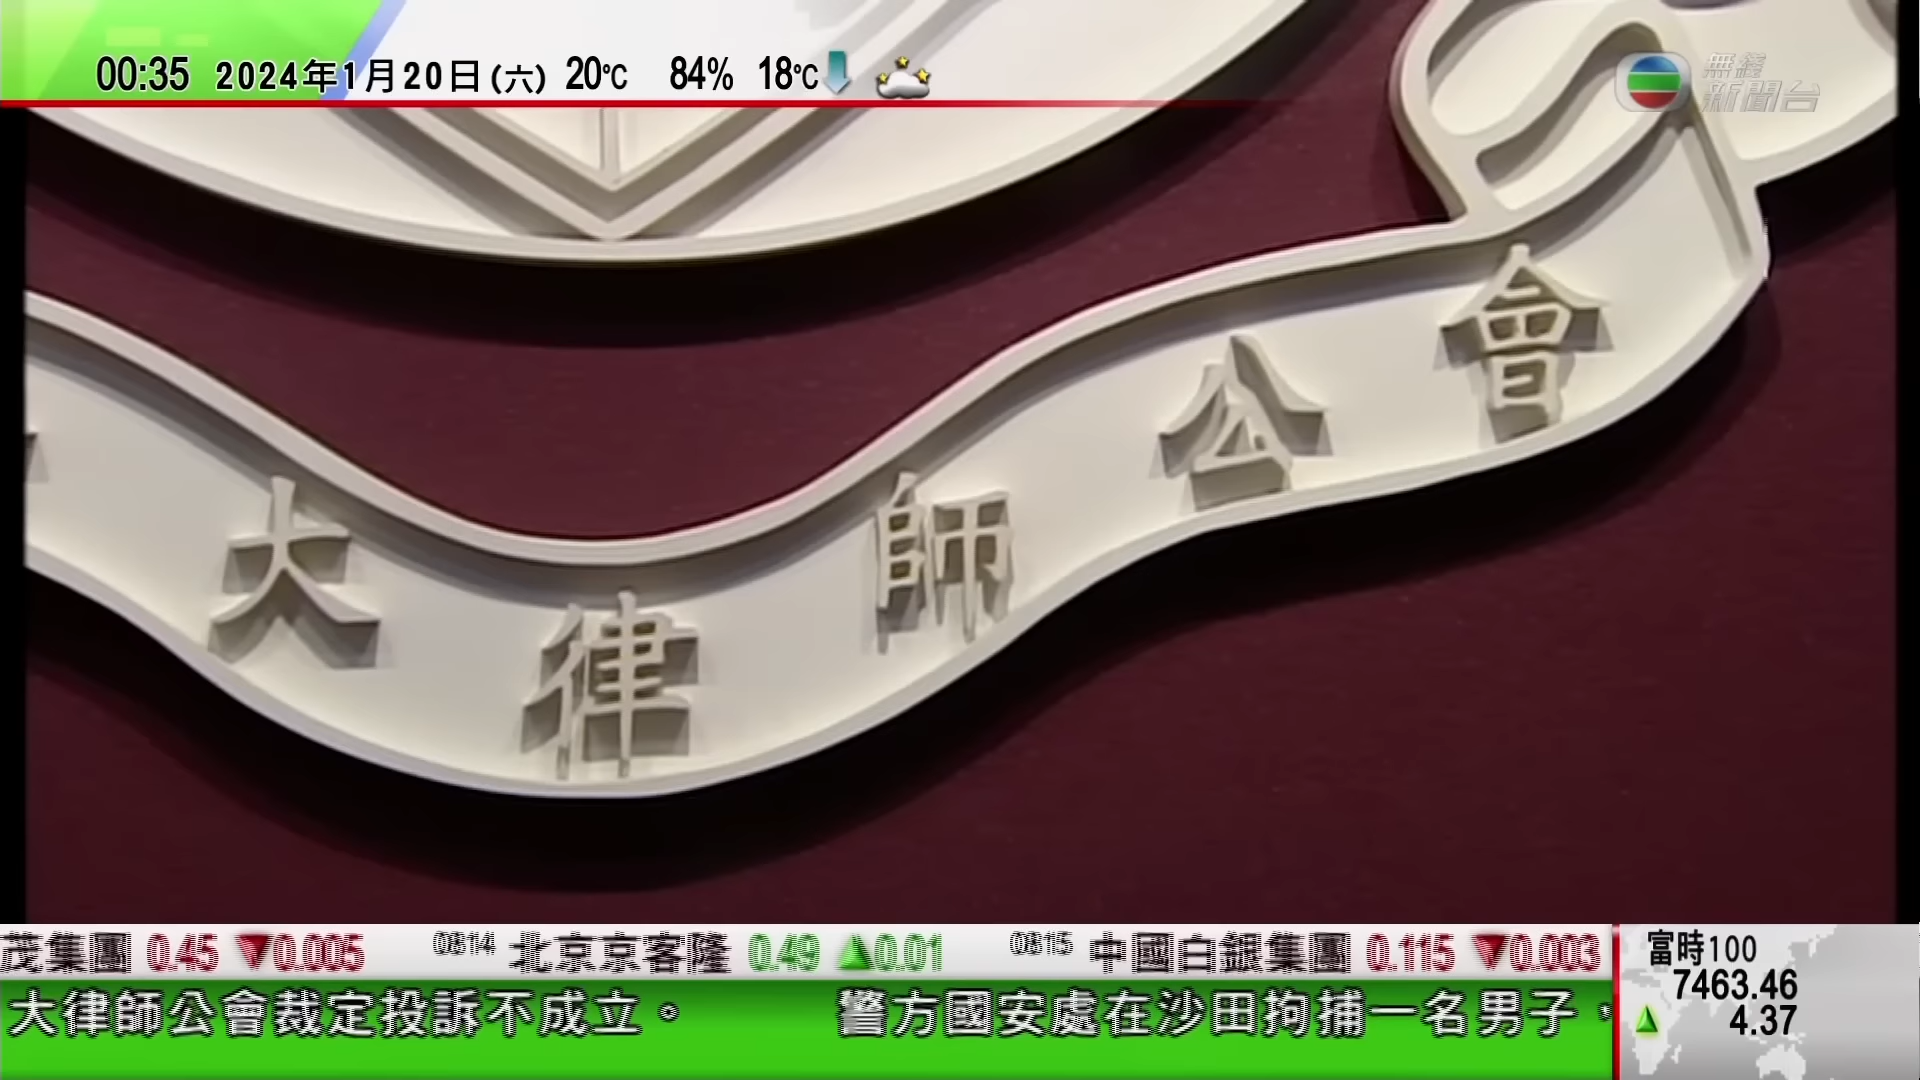 00:35 2024年1月20日(六) 20℃ 84% 18℃
無綫
新聞台
大律師公會
茂集團 0.45 ▼0.005 0814 北京京客隆 0.49 ▲0.01 0815 中國白銀集團 0.115 ▼0.003
大律師公會裁定投訴不成立。 警方國安處在沙田拘捕一名男子，
富時100
7463.46
▲ 4.37